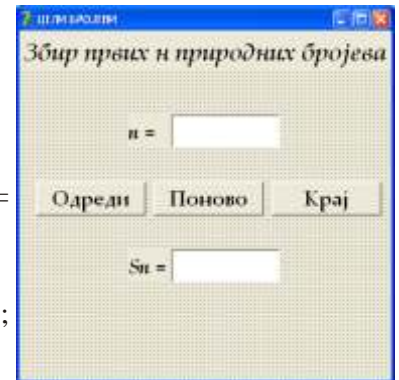 Збир првих н природних бројева
n =
=
Одреди Поново Крај
Sn =
;